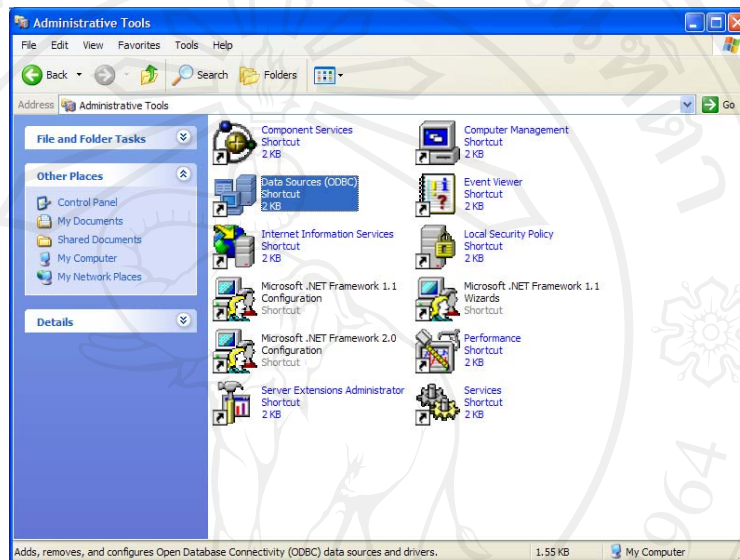 Administrative Tools
File Edit View Favorites Tools Help
Back Search Folders
Address Administrative Tools Go
File and Folder Tasks
Other Places
Control Panel
My Documents
Shared Documents
My Computer
My Network Places
Details
Component Services
Shortcut
2 KB
Computer Management
Shortcut
2 KB
Data Sources (ODBC)
Shortcut
2 KB
Event Viewer
Shortcut
2 KB
Internet Information Services
Shortcut
2 KB
Local Security Policy
Shortcut
2 KB
Microsoft .NET Framework 1.1
Configuration
Shortcut
Microsoft .NET Framework 1.1
Wizards
Shortcut
Microsoft .NET Framework 2.0
Configuration
Shortcut
Performance
Shortcut
2 KB
Server Extensions Administrator
Shortcut
2 KB
Services
Shortcut
2 KB
Adds, removes, and configures Open Database Connectivity (ODBC) data sources and drivers. 1.55 KB My Computer
964